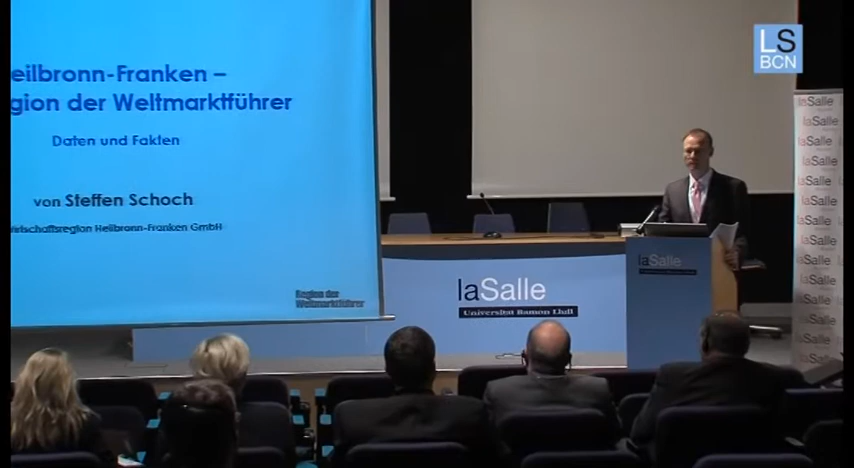 LS
BCN
eilbronn-Franken –
gion der Weltmarktführer
Daten und Fakten
von Steffen Schoch
Wirtschaftsregion Heilbronn-Franken GmbH
Region der
Weltmarktführer
laSalle
Universitat Ramon Llull
laSalle
laSalle
laSalle
laSalle
laSalle
laSalle
laSalle
laSalle
laSalle
laSalle
laSalle
laSalle
laSalle
laSalle